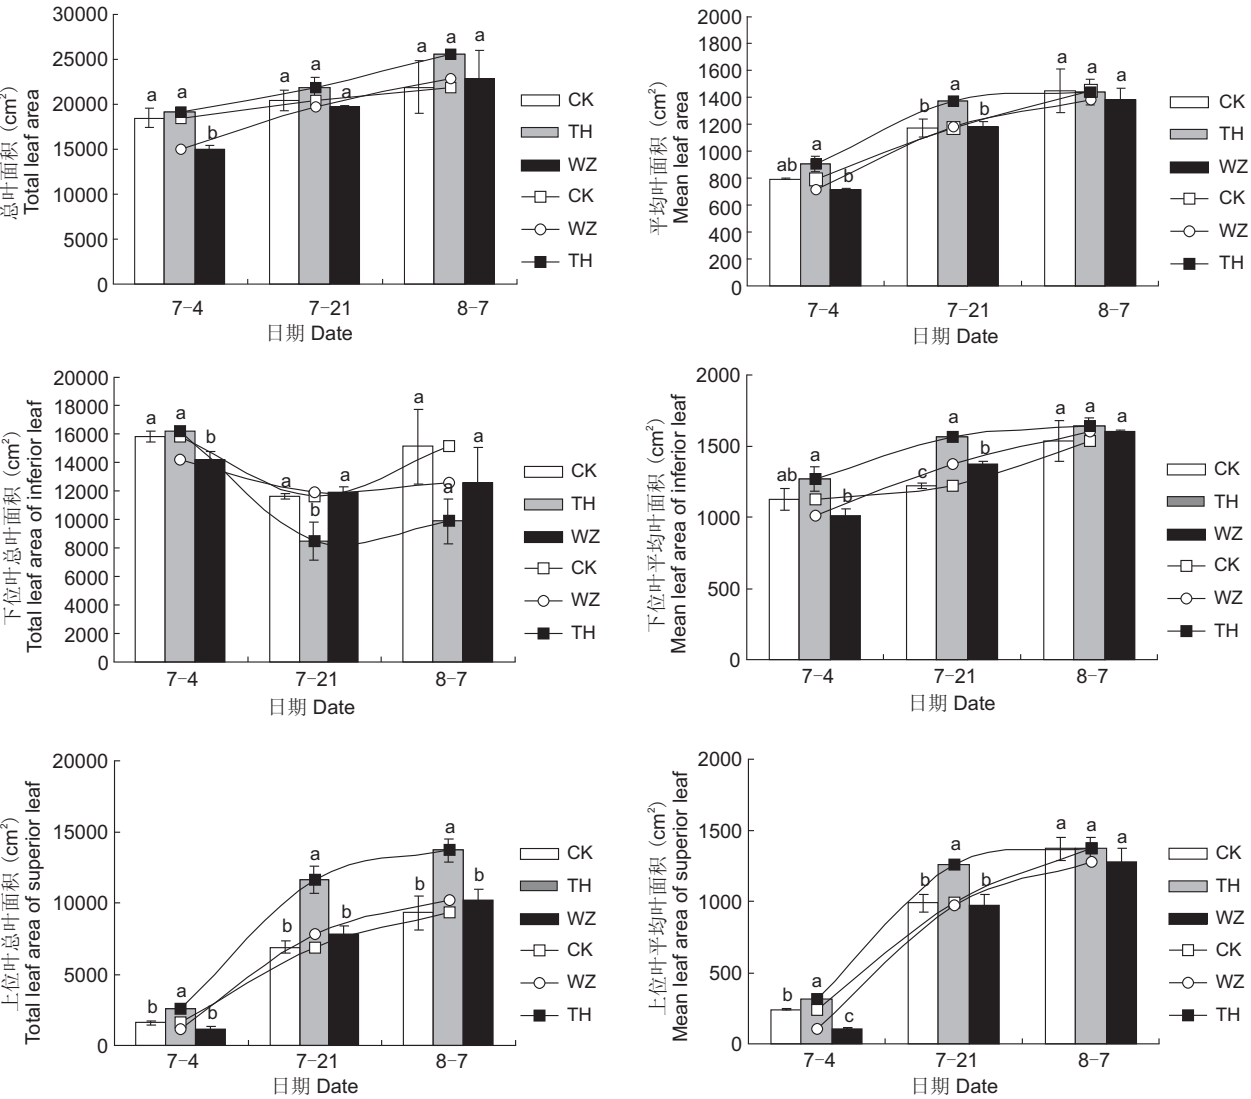 总叶面积 (cm²)
Total leaf area
30000
25000
20000
15000
10000
5000
0
a
a
b
a
a
a
a
a
a
7-4
7-21
8-7
日期 Date
CK
TH
WZ
CK
WZ
TH
平均叶面积 (cm²)
Mean leaf area
2000
1800
1600
1400
1200
1000
800
600
400
200
0
ab
a
b
b
a
b
a
a
a
7-4
7-21
8-7
日期 Date
CK
TH
WZ
CK
WZ
TH
下位叶总叶面积 (cm²)
Total leaf area of inferior leaf
20000
18000
16000
14000
12000
10000
8000
6000
4000
2000
0
a
a
b
a
b
a
a
a
a
7-4
7-21
8-7
日期 Date
CK
TH
WZ
CK
WZ
TH
下位叶平均叶面积 (cm²)
Mean leaf area of inferior leaf
2000
1500
1000
500
0
ab
a
b
c
a
b
a
a
a
7-4
7-21
8-7
日期 Date
CK
TH
WZ
CK
WZ
TH
上位叶总叶面积 (cm²)
Total leaf area of superior leaf
20000
15000
10000
5000
0
b
a
b
b
a
b
b
a
b
7-4
7-21
8-7
日期 Date
CK
TH
WZ
CK
WZ
TH
上位叶平均叶面积 (cm²)
Mean leaf area of superior leaf
2000
1500
1000
500
0
b
a
c
b
a
b
a
a
a
7-4
7-21
8-7
日期 Date
CK
TH
WZ
CK
WZ
TH